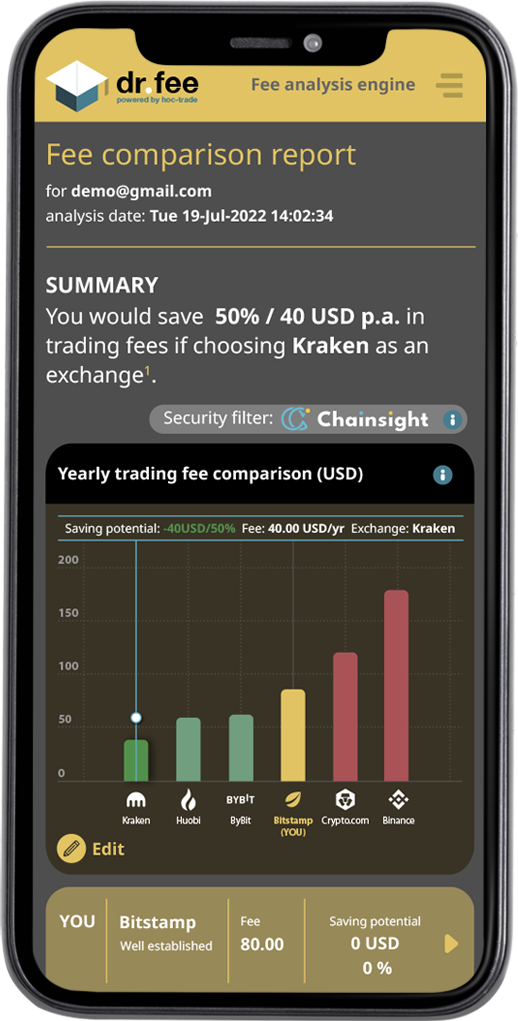 dr.fee
powered by hoc-trade
Fee analysis engine
Fee comparison report
for demo@gmail.com
analysis date: Tue 19-Jul-2022 14:02:34
SUMMARY
You would save 50% / 40 USD p.a. in
trading fees if choosing Kraken as an
exchange¹.
Security filter: Chainsight i
Yearly trading fee comparison (USD) i
Saving potential: -40USD/50% Fee: 40.00 USD/yr Exchange: Kraken
200
150
100
50
0
BYBIT
Kraken Huobi ByBit Bitstamp Crypto.com Binance
(YOU)
Edit
YOU Bitstamp Fee Saving potential
Well established 80.00 0 USD
0 %